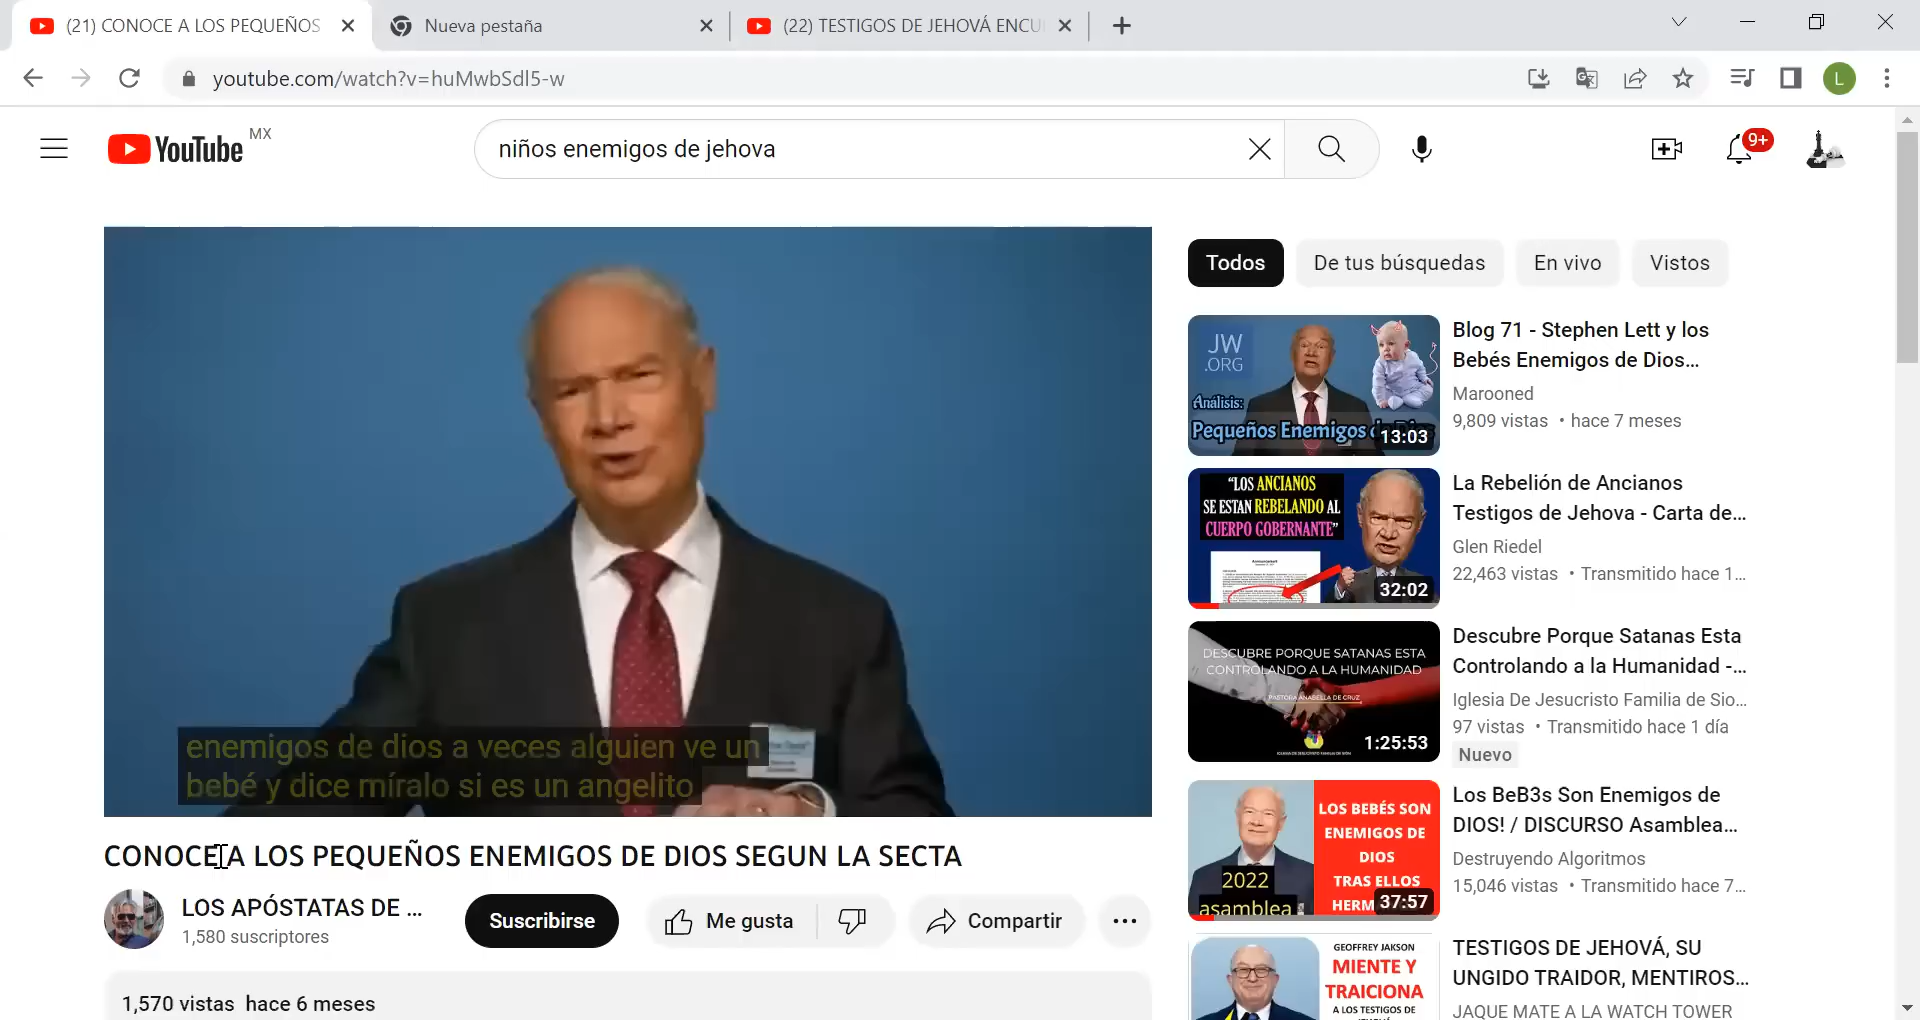 (21) CONOCE A LOS PEQUEÑOS
Nueva pestaña
(22) TESTIGOS DE JEHOVÁ ENCU
youtube.com/watch?v=huMwbSdl5-w
L
YouTube MX
niños enemigos de jehova
9+
enemigos de dios a veces alguien ve un
bebé y dice míralo si es un angelito
CONOCE A LOS PEQUEÑOS ENEMIGOS DE DIOS SEGUN LA SECTA
LOS APÓSTATAS DE ...
1,580 suscriptores
Suscribirse
Me gusta
Compartir
1,570 vistas hace 6 meses
Todos
De tus búsquedas
En vivo
Vistos
JW
.ORG
Análisis:
Pequeños Enemigos
13:03
Blog 71 - Stephen Lett y los
Bebés Enemigos de Dios...
Marooned
9,809 vistas • hace 7 meses
"LOS ANCIANOS
SE ESTAN REBELANDO AL
CUERPO GOBERNANTE"
32:02
La Rebelión de Ancianos
Testigos de Jehova - Carta de...
Glen Riedel
22,463 vistas • Transmitido hace 1...
DESCUBRE PORQUE SATANAS ESTA
CONTROLANDO A LA HUMANIDAD
PASTORA ANABELLA DE CRUZ
1:25:53
Descubre Porque Satanas Esta
Controlando a la Humanidad -...
Iglesia De Jesucristo Familia de Sio...
97 vistas • Transmitido hace 1 día
Nuevo
LOS BEBÉS SON
ENEMIGOS DE
DIOS
TRAS ELLOS
HERM
2022
asamblea
37:57
Los BeB3s Son Enemigos de
DIOS! / DISCURSO Asamblea...
Destruyendo Algoritmos
15,046 vistas • Transmitido hace 7...
GEOFFREY JAKSON
MIENTE Y
TRAICIONA
A LOS TESTIGOS DE
TESTIGOS DE JEHOVÁ, SU
UNGIDO TRAIDOR, MENTIROS...
JAQUE MATE A LA WATCH TOWER